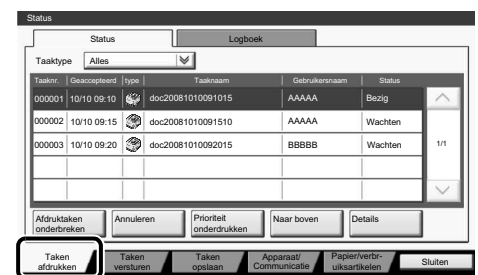 Status
Status Logboek
Taaktype Alles
Taaknr. Geaccepteerd type Taaknaam Gebruikersnaam Status
000001 10/10 09:10 doc20081010091015 AAAAA Bezig
000002 10/10 09:15 doc20081010091510 AAAAA Wachten
000003 10/10 09:20 doc20081010092015 BBBBB Wachten
1/1
Afdruktaken onderbreken Annuleren Prioriteit onderdrukken Naar boven Details
Taken afdrukken Taken versturen Taken opslaan Apparaat/ Communicatie Papier/verbr- uiksartikelen Sluiten